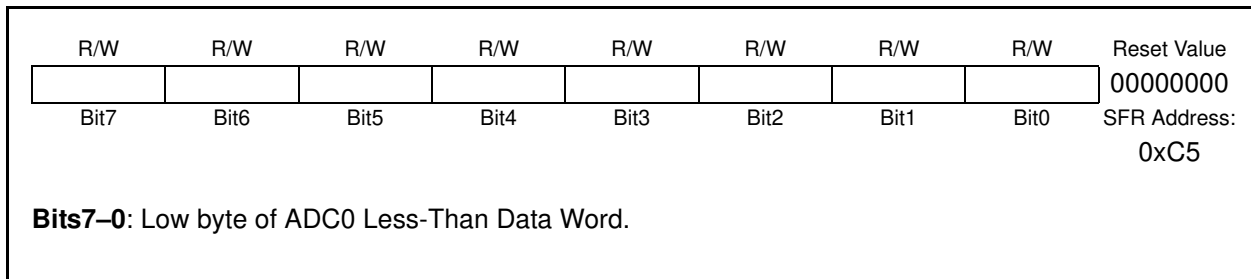 R/W R/W R/W R/W R/W R/W R/W R/W Reset Value
00000000
Bit7 Bit6 Bit5 Bit4 Bit3 Bit2 Bit1 Bit0 SFR Address:
0xC5
Bits7–0: Low byte of ADC0 Less-Than Data Word.